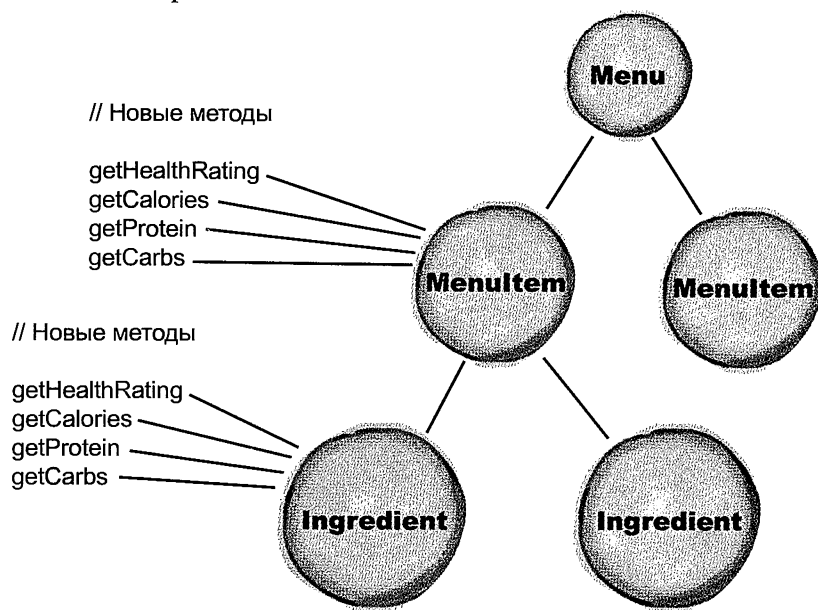 Menu
// Новые методы
getHealthRating
getCalories
getProtein
getCarbs
MenuItem
MenuItem
// Новые методы
getHealthRating
getCalories
getProtein
getCarbs
Ingredient
Ingredient